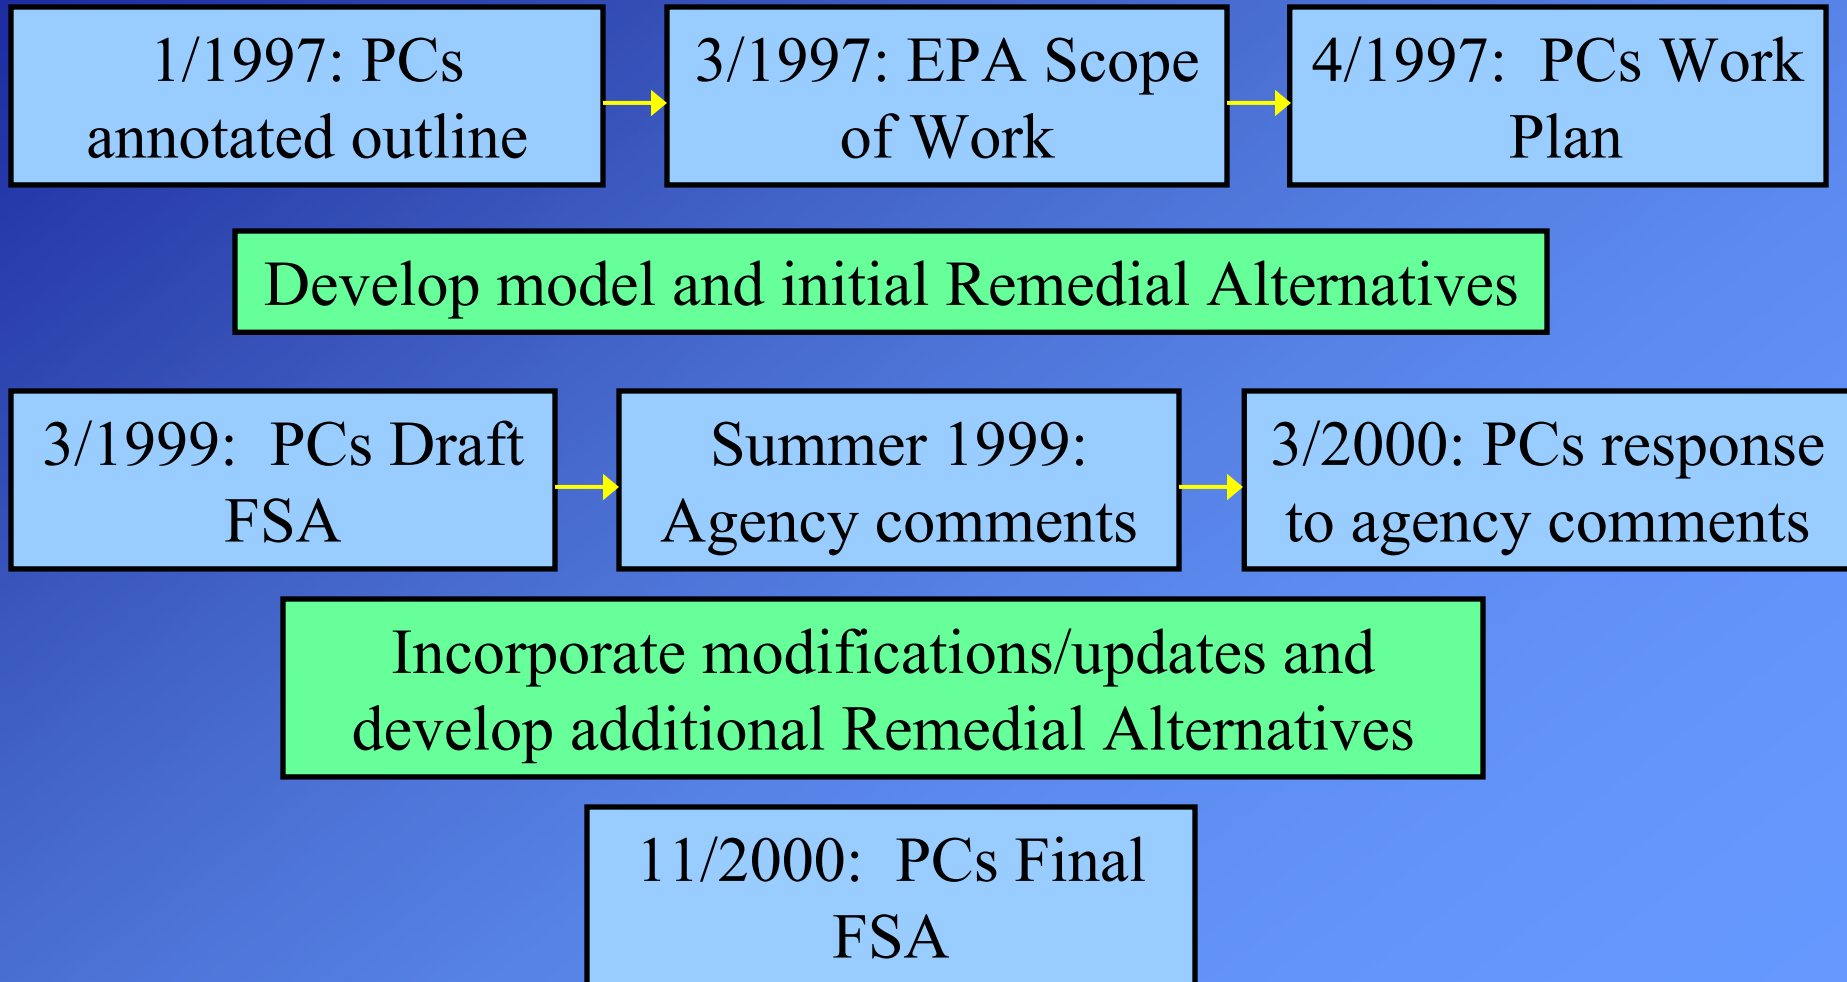 1/1997: PCs
annotated outline
3/1997: EPA Scope
of Work
4/1997:  PCs Work
Plan
Develop model and initial Remedial Alternatives
3/1999:  PCs Draft
FSA
Summer 1999:
Agency comments
3/2000: PCs response
to agency comments
Incorporate modifications/updates and
develop additional Remedial Alternatives
11/2000:  PCs Final
FSA